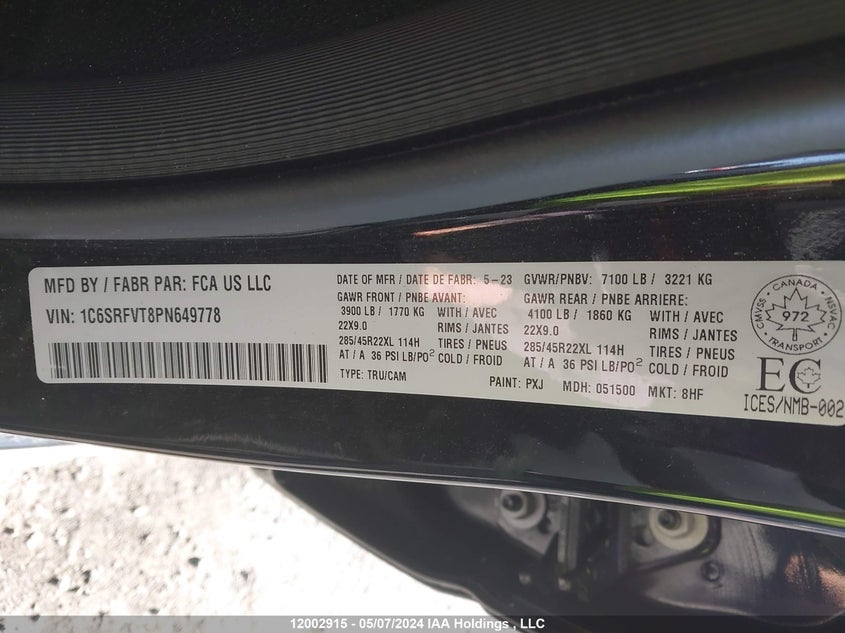 MFD BY / FABR PAR: FCA US LLC
VIN: 1C6SRFVT8PN649778
DATE OF MFR / DATE DE FABR: 5-23 GVWR/PNBV: 7100 LB / 3221 KG
GAWR FRONT / PNBE AVANT: GAWR REAR / PNBE ARRIERE:
3900 LB / 1770 KG WITH / AVEC 4100 LB / 1860 KG WITH / AVEC
22X9.0 RIMS / JANTES 22X9.0 RIMS / JANTES
285/45R22XL 114H TIRES / PNEUS 285/45R22XL 114H TIRES / PNEUS
AT / A 36 PSI LB/PO² COLD / FROID AT / A 36 PSI LB/PO² COLD / FROID
TYPE: TRU/CAM PAINT: PXJ MDH: 051500 MKT: 8HF
CANADA
CMVSS 972 NSVAC
TRANSPORT
EC
ICES/NMB-002
12002915 - 05/07/2024 IAA Holdings , LLC